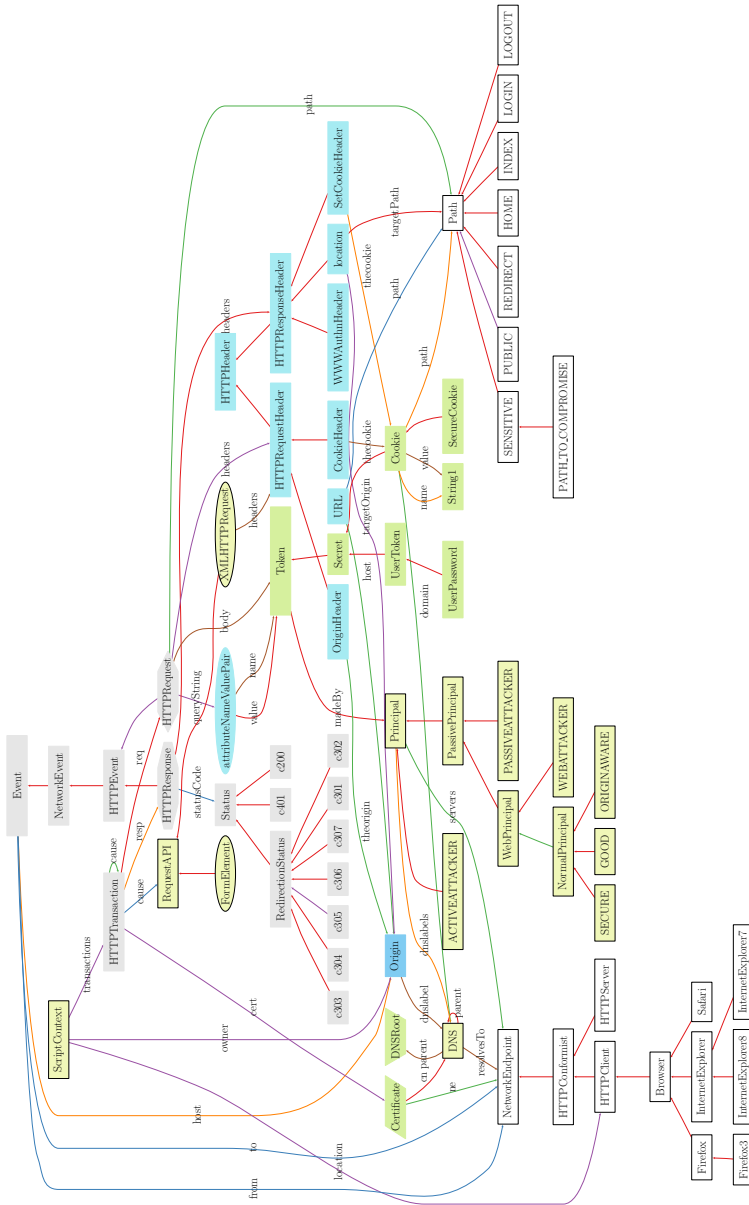 Event
NetworkEvent
ScriptContext
transactions
HTTPTransaction
cause
req
resp
cause
HTTPEvent
RequestAPI
HTTPResponse
HTTPRequest
path
queryString
statusCode
body
FormElement
Status
attributeNameValuePair
XMLHTTPRequest
headers
HTTPHeader
headers
owner
cert
value
name
headers
host
to
from
location
RedirectionStatus
c401
c200
Token
HTTPRequestHeader
HTTPResponseHeader
c303
c304
c305
c306
c307
c301
c302
OriginHeader
Secret
URL
CookieHeader
WWWAuthnHeader
location
SetCookieHeader
theorigin
madeBy
host
targetOrigin
thecookie
thecookie
targetPath
path
Certificate
DNSRoot
Origin
Principal
UserToken
Cookie
cn
parent
dnslabel
dnslabels
domain
name
value
path
DNS
parent
ACTIVEATTACKER
PassivePrincipal
UserPassword
String1
SecureCookie
Path
ne
resolvesTo
servers
NetworkEndpoint
WebPrincipal
PASSIVEATTACKER
SENSITIVE
PUBLIC
REDIRECT
HOME
INDEX
LOGIN
LOGOUT
HTTPConformist
NormalPrincipal
WEBATTACKER
PATH_TO_COMPROMISE
HTTPClient
HTTPServer
SECURE
GOOD
ORIGINAWARE
Browser
Firefox
InternetExplorer
Safari
Firefox3
InternetExplorer8
InternetExplorer7